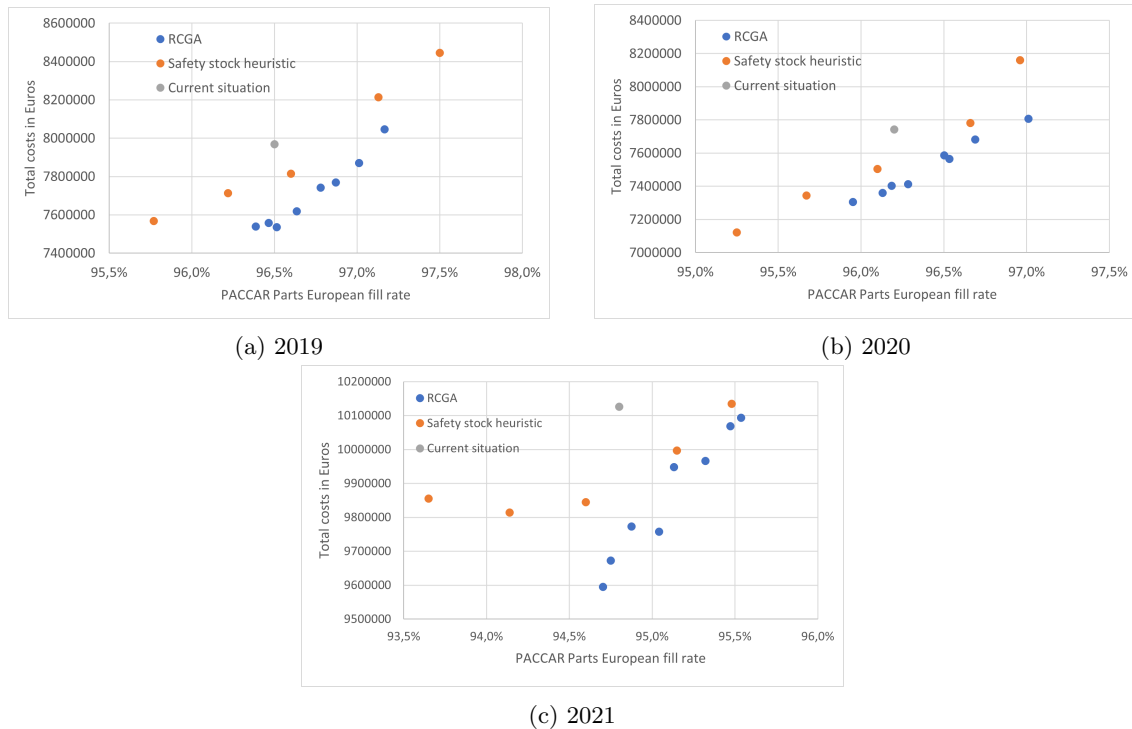 8600000
8400000
8200000
8000000
7800000
7600000
7400000
Total costs in Euros
RCGA
Safety stock heuristic
Current situation
95,5% 96,0% 96,5% 97,0% 97,5% 98,0%
PACCAR Parts European fill rate
(a) 2019
8600000
8400000
8200000
8000000
7800000
7600000
7400000
7200000
7000000
Total costs in Euros
RCGA
Safety stock heuristic
Current situation
95,0% 95,5% 96,0% 96,5% 97,0% 97,5%
PACCAR Parts European fill rate
(b) 2020
10200000
10100000
10000000
9900000
9800000
9700000
9600000
9500000
Total costs in Euros
RCGA
Safety stock heuristic
Current situation
93,5% 94,0% 94,5% 95,0% 95,5% 96,0%
PACCAR Parts European fill rate
(c) 2021